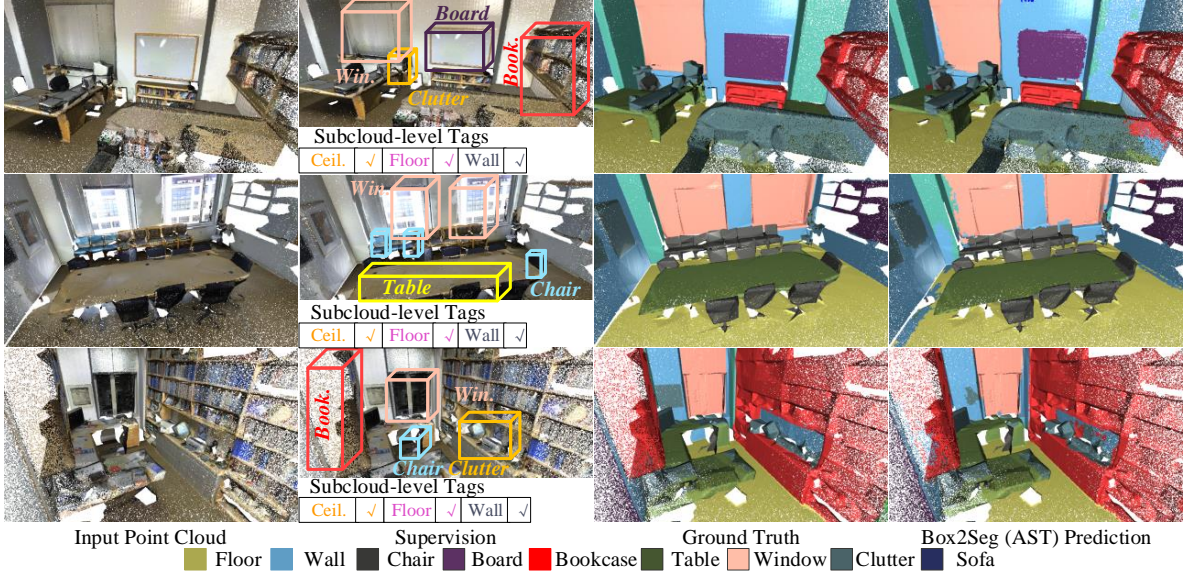 Board
Book.
Win.
Clutter
Subcloud-level Tags
Ceil. √ Floor √ Wall √
Win.
Table
Chair
Subcloud-level Tags
Ceil. √ Floor √ Wall √
Book.
Win.
Chair Clutter
Subcloud-level Tags
Ceil. √ Floor √ Wall √
Input Point Cloud Supervision Ground Truth Box2Seg (AST) Prediction
Floor Wall Chair Board Bookcase Table Window Clutter Sofa